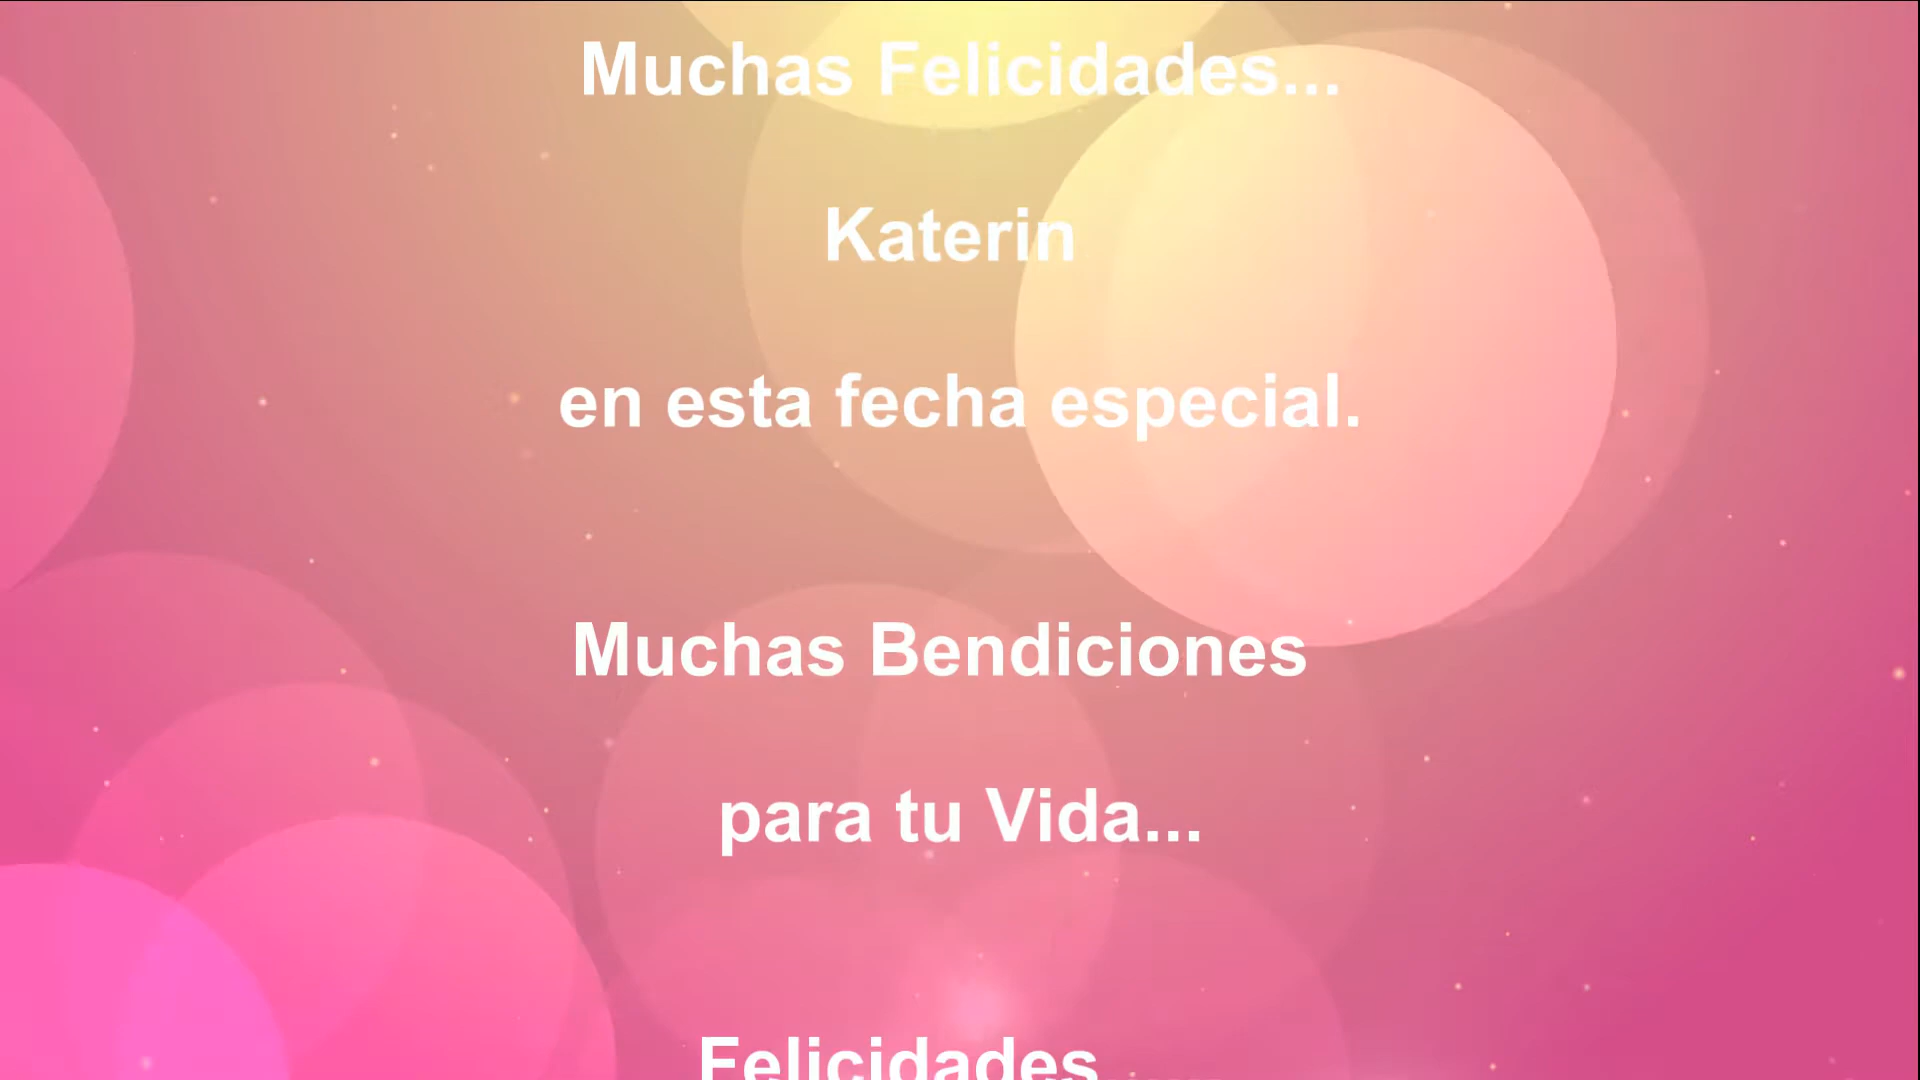 Muchas Felicidades...
Katerin
en esta fecha especial.
Muchas Bendiciones
para tu Vida...
Felicidades